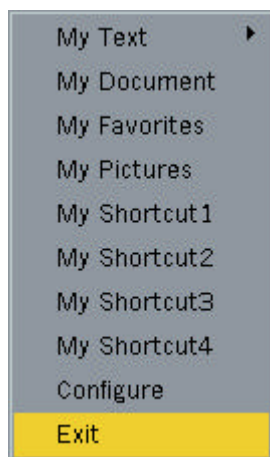 My Text
My Document
My Favorites
My Pictures
My Shortcut1
My Shortcut2
My Shortcut3
My Shortcut4
Configure
Exit